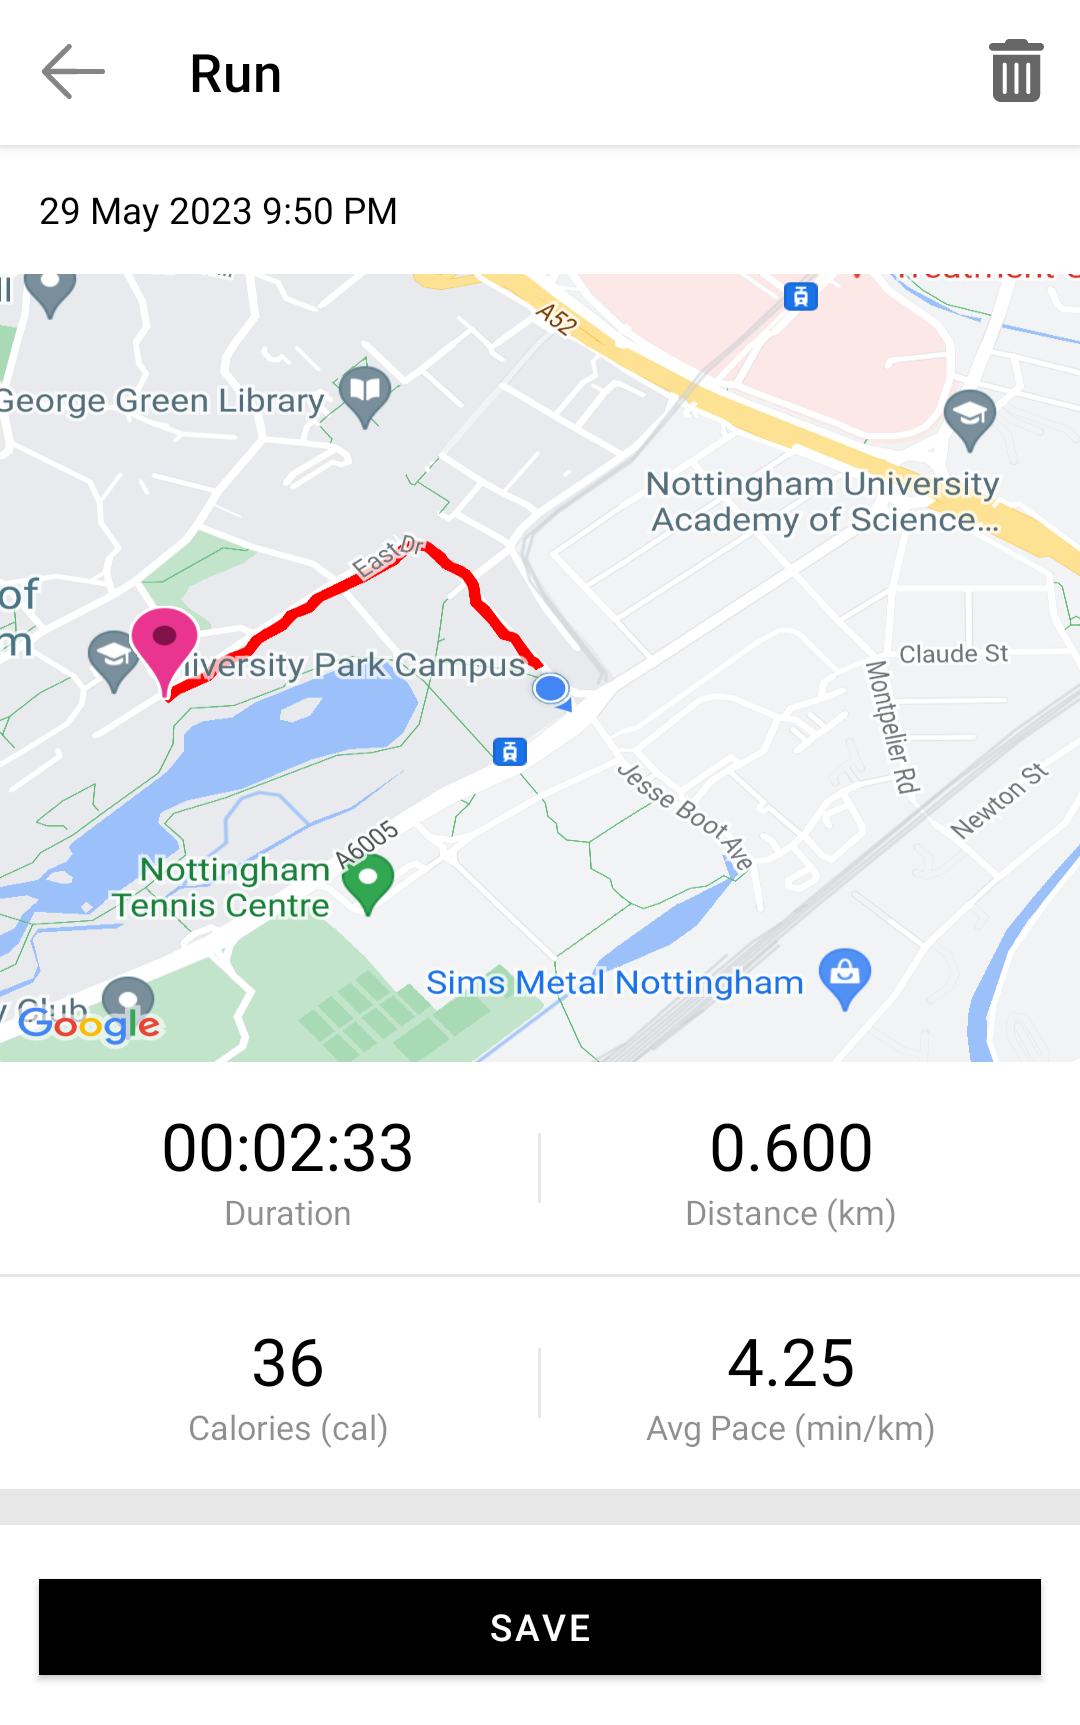 Run
29 May 2023 9:50 PM
A52
George Green Library
Nottingham University
Academy of Science...
East Dr
of
m
University Park Campus
Claude St
Montpelier Rd
Jesse Boot Ave
Newton St
A6005
Nottingham
Tennis Centre
Sims Metal Nottingham
y Club
Google
00:02:33
0.600
Duration
Distance (km)
36
4.25
Calories (cal)
Avg Pace (min/km)
SAVE